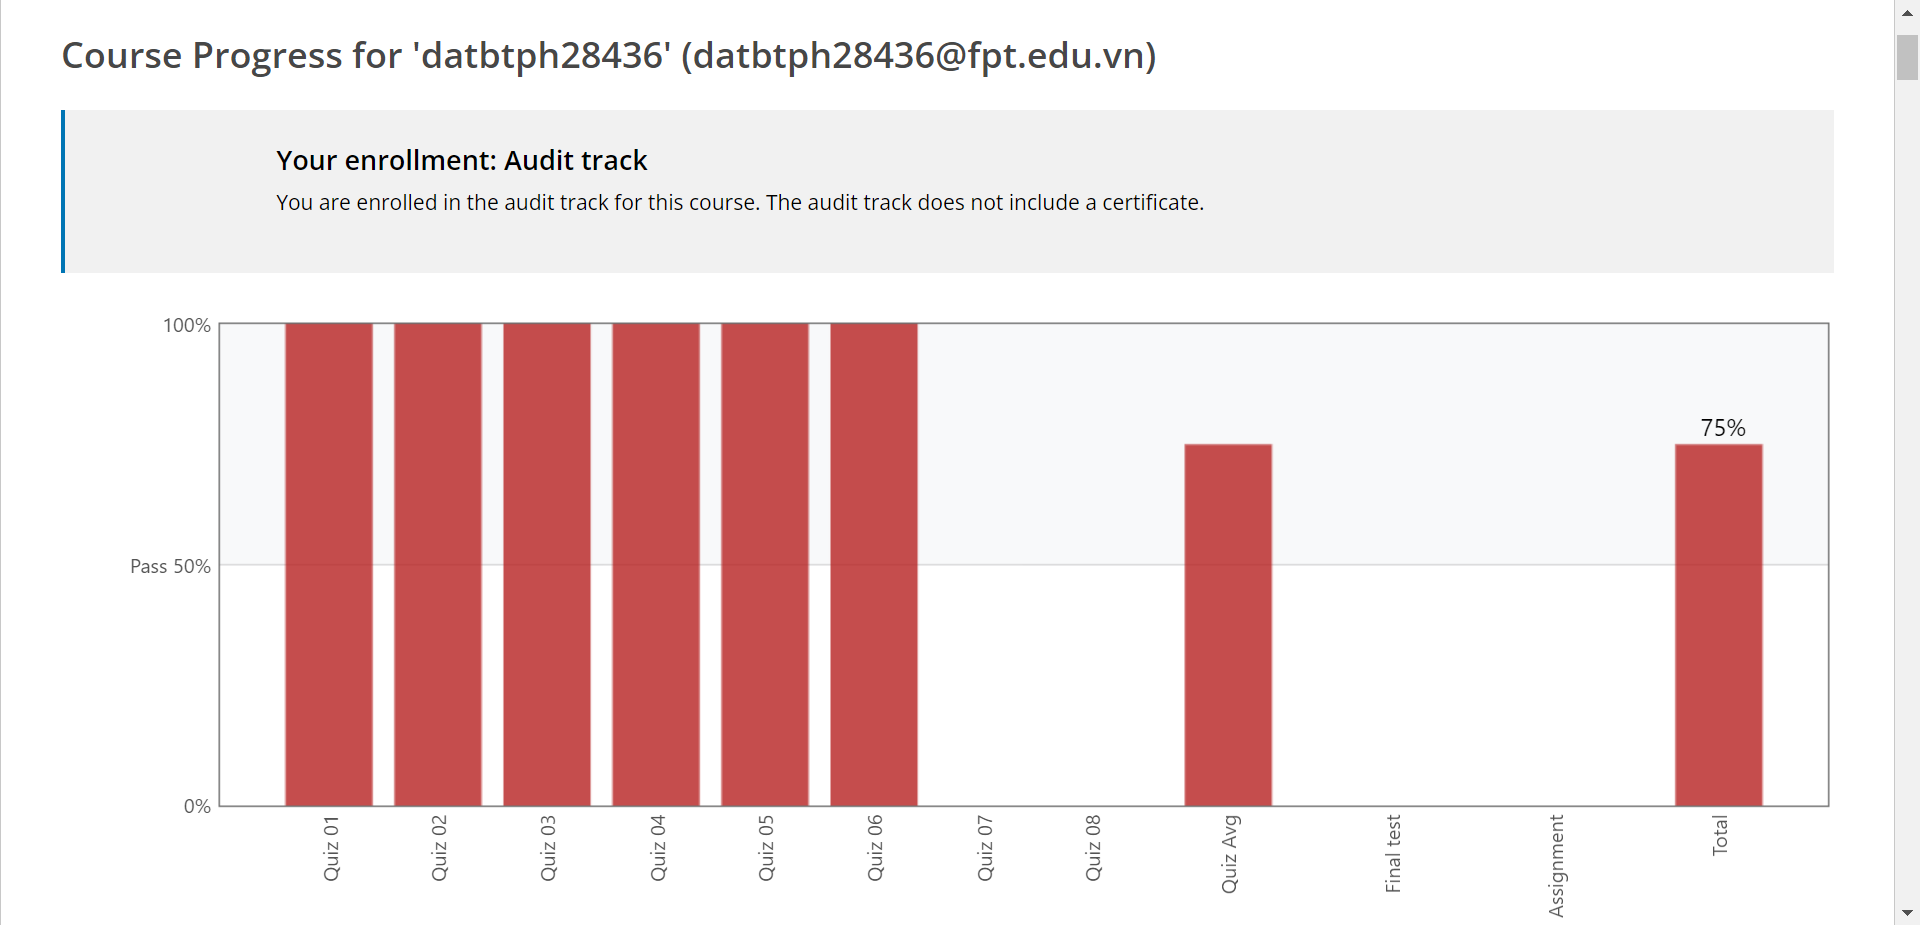 Course Progress for 'datbtph28436' (datbtph28436@fpt.edu.vn)
Your enrollment: Audit track
You are enrolled in the audit track for this course. The audit track does not include a certificate.
100%
75%
Pass 50%
0%
Quiz 01
Quiz 02
Quiz 03
Quiz 04
Quiz 05
Quiz 06
Quiz 07
Quiz 08
Quiz Avg
Final test
Assignment
Total